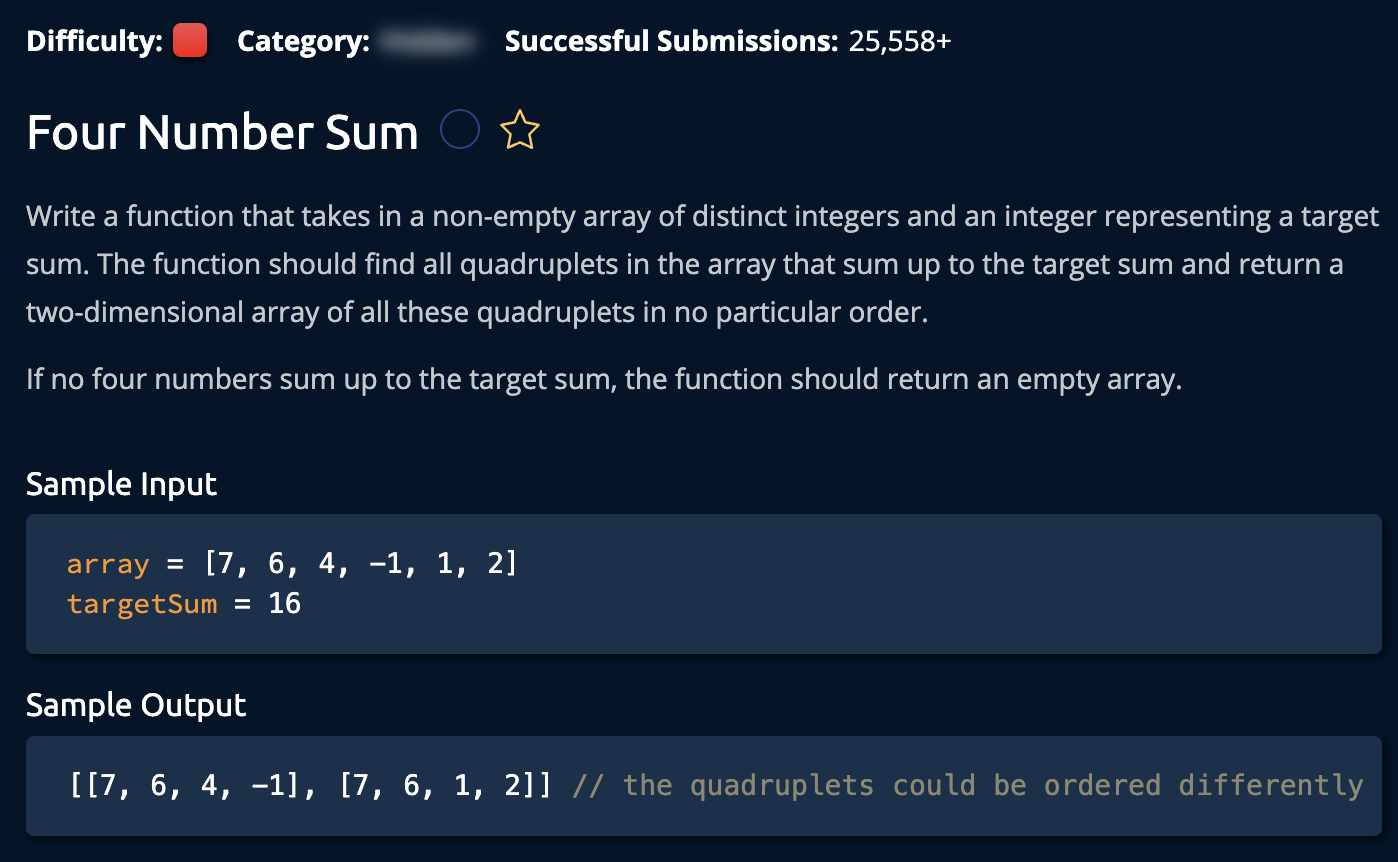 Difficulty: Category: Successful Submissions: 25,558+
Four Number Sum
Write a function that takes in a non-empty array of distinct integers and an integer representing a target
sum. The function should find all quadruplets in the array that sum up to the target sum and return a
two-dimensional array of all these quadruplets in no particular order.
If no four numbers sum up to the target sum, the function should return an empty array.
Sample Input
array = [7, 6, 4, -1, 1, 2]
targetSum = 16
Sample Output
[[7, 6, 4, -1], [7, 6, 1, 2]] // the quadruplets could be ordered differently